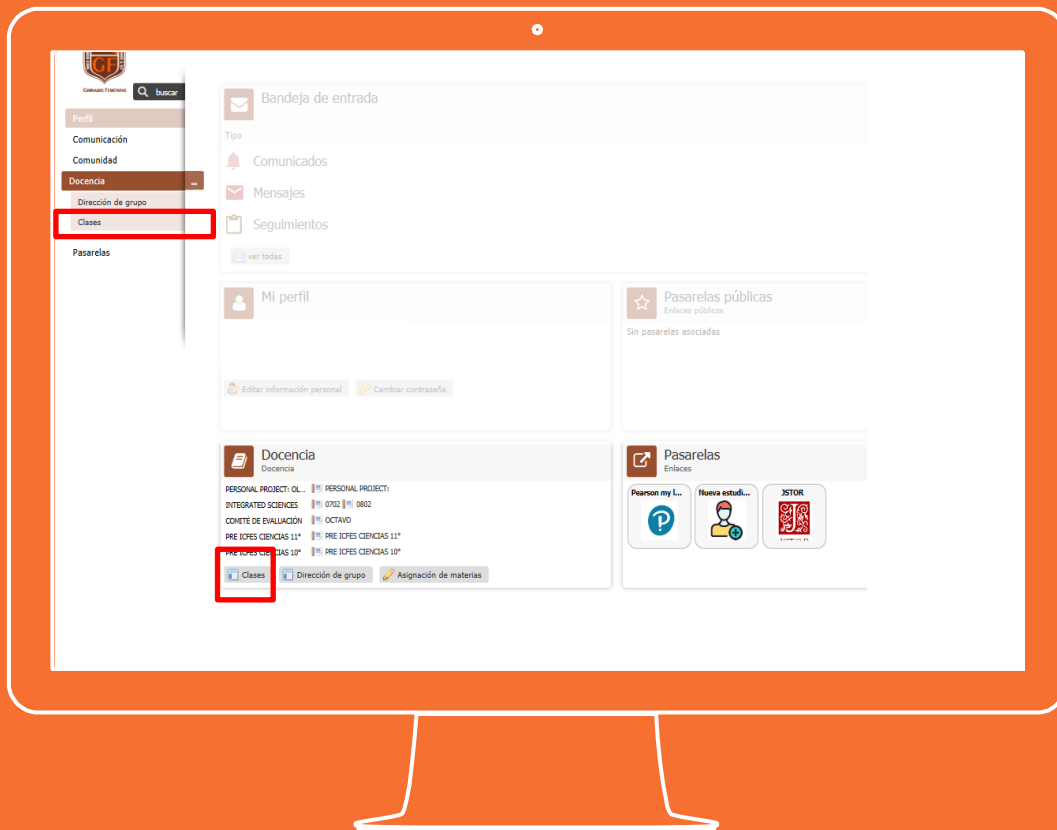 GF
GIMNASIO FEMENINO
buscar
Perfil
Comunicación
Comunidad
Docencia
Dirección de grupo
Clases
Pasarelas
Bandeja de entrada
Tipo
Comunicados
Mensajes
Seguimientos
ver todas
Mi perfil
Editar información personal
Cambiar contraseña
Pasarelas públicas
Enlaces públicos
Sin pasarelas asociadas
Docencia
Docencia
PERSONAL PROJECT: OL... PERSONAL PROJECT:
INTEGRATED SCIENCES 0702 0802
COMITÉ DE EVALUACIÓN OCTAVO
PRE ICFES CIENCIAS 11° PRE ICFES CIENCIAS 11°
PRE ICFES CIENCIAS 10° PRE ICFES CIENCIAS 10°
Clases Dirección de grupo Asignación de materias
Pasarelas
Enlaces
Pearson my l... Nueva estudi... JSTOR